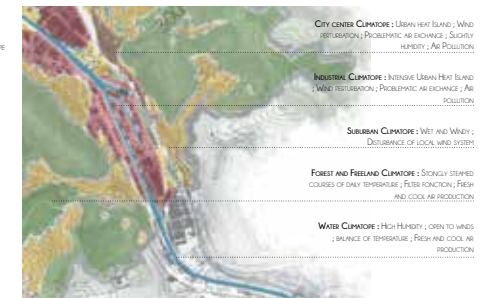 CITY CENTER CLIMATOPE : URBAN HEAT ISLAND ; WIND
PERTURBATION ; PROBLEMATIC AIR EXCHANGE ; SLIGHTLY
HUMIDITY ; AIR POLLUTION
PE
INDUSTRIAL CLIMATOPE : INTENSIVE URBAN HEAT ISLAND
; WIND PERTURBATION ; PROBLEMATIC AIR EXCHANGE ; AIR
POLLUTION
SUBURBAN CLIMATOPE : WET AND WINDY ;
DISTURBANCE OF LOCAL WIND SYSTEM
FOREST AND FREELAND CLIMATOPE : STONGLY STEAMED
COURSES OF DAILY TEMPERATURE ; FILTER FONCTION ; FRESH
AND COOL AIR PRODUCTION
WATER CLIMATOPE : HIGH HUMIDITY ; OPEN TO WINDS
; BALANCE OF TEMPERATURE ; FRESH AND COOL AIR
PRODUCTION